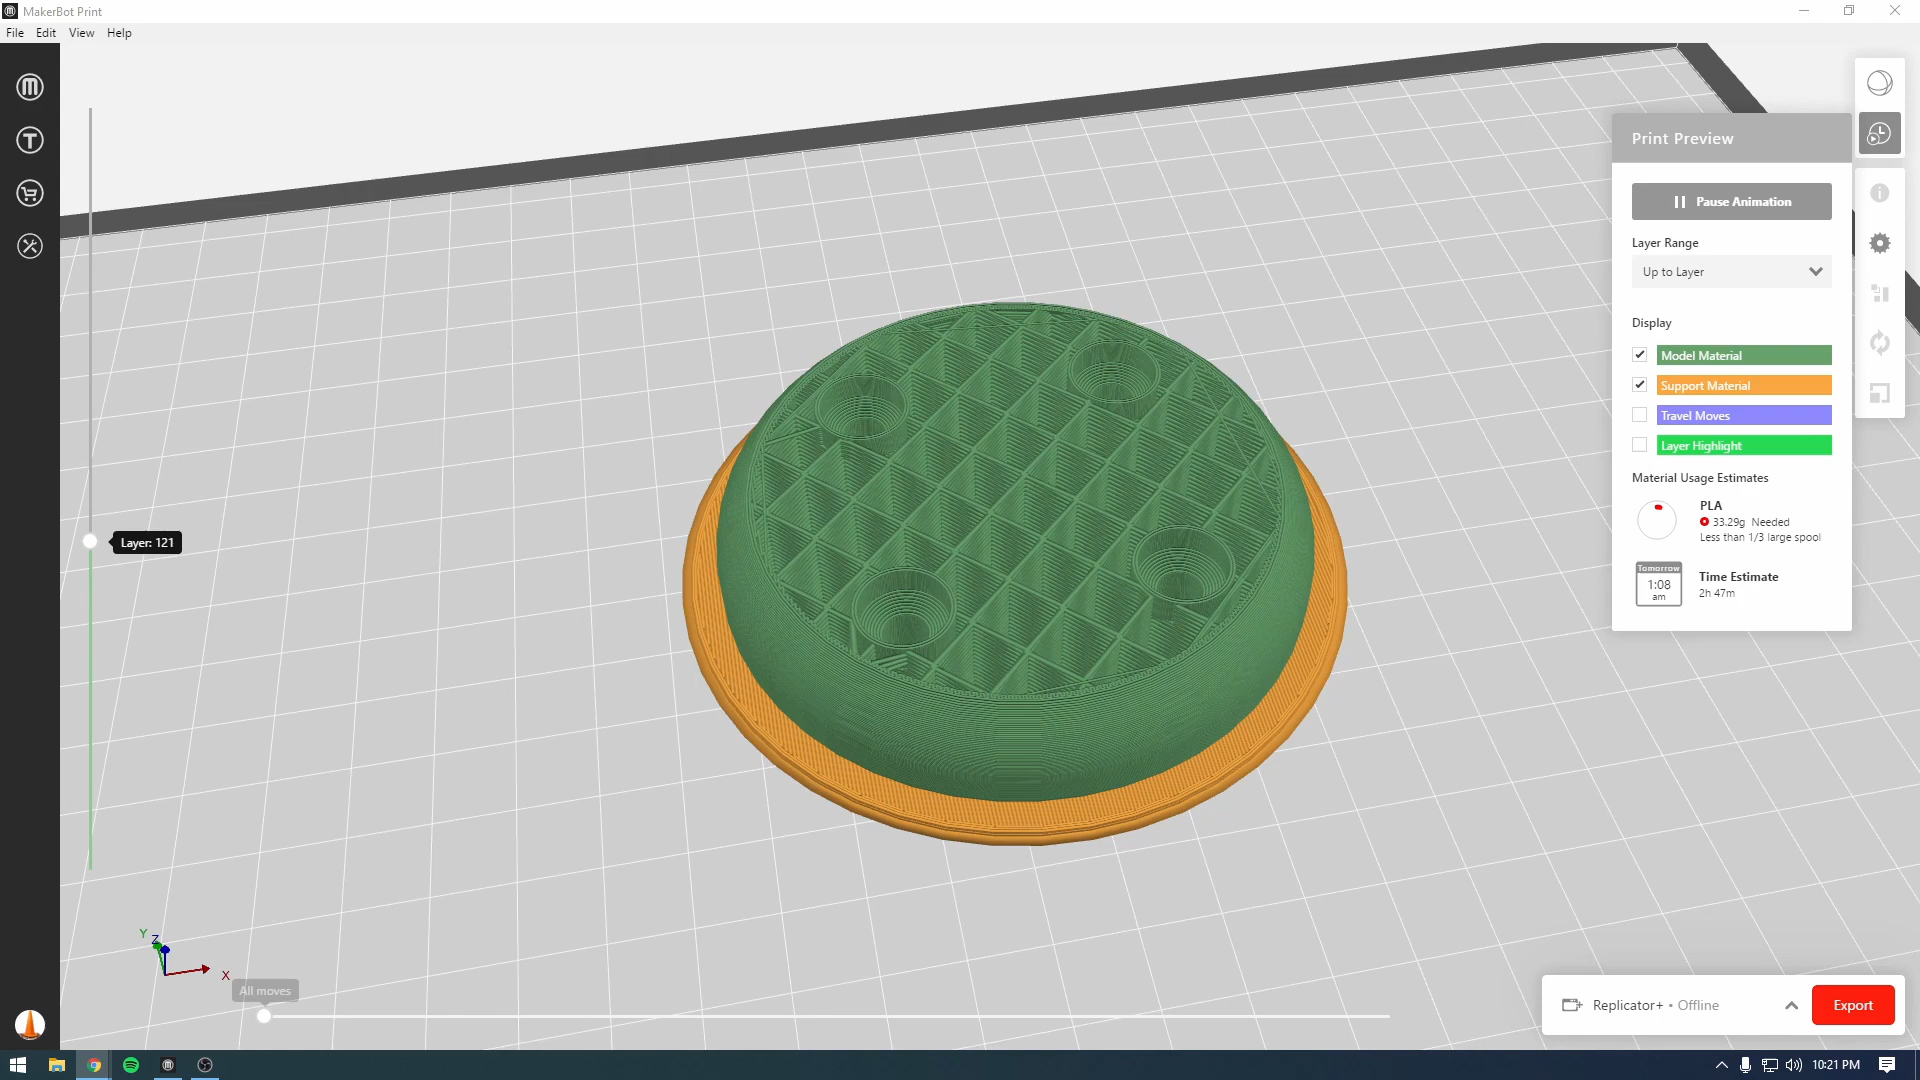 MakerBot Print
File Edit View Help
Print Preview
Pause Animation
Layer Range
Up to Layer
Display
Model Material
Support Material
Travel Moves
Layer Highlight
Material Usage Estimates
PLA
33.29g Needed
Less than 1/3 large spool
Tomorrow
1:08
am
Time Estimate
2h 47m
Layer: 121
Y
Z
X
All moves
Replicator+ • Offline
Export
10:21 PM